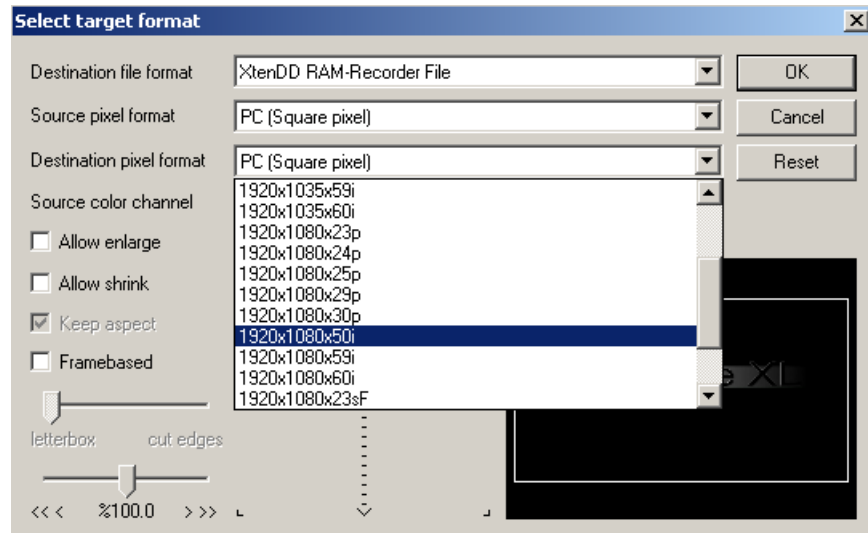 Select target format
Destination file format XtenDD RAM-Recorder File OK
Source pixel format PC (Square pixel) Cancel
Destination pixel format PC (Square pixel) Reset
Source color channel
1920x1035x59i
1920x1035x60i
1920x1080x23p
1920x1080x24p
1920x1080x25p
1920x1080x29p
1920x1080x30p
1920x1080x50i
1920x1080x59i
1920x1080x60i
1920x1080x23sF
Allow enlarge
Allow shrink
Keep aspect
Framebased
letterbox cut edges
<< < %100.0 > >>